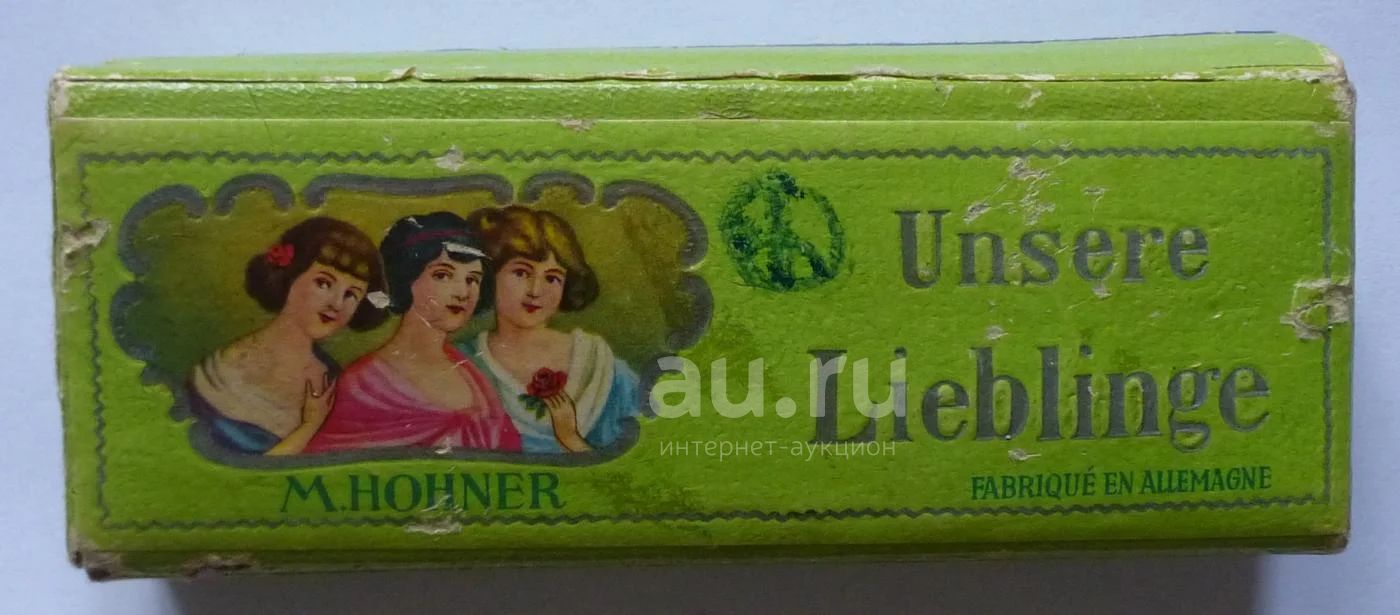 Unsere
Lieblinge
M.HOHNER
FABRIQUÉ EN ALLEMAGNE
au.ru
интернет-аукцион